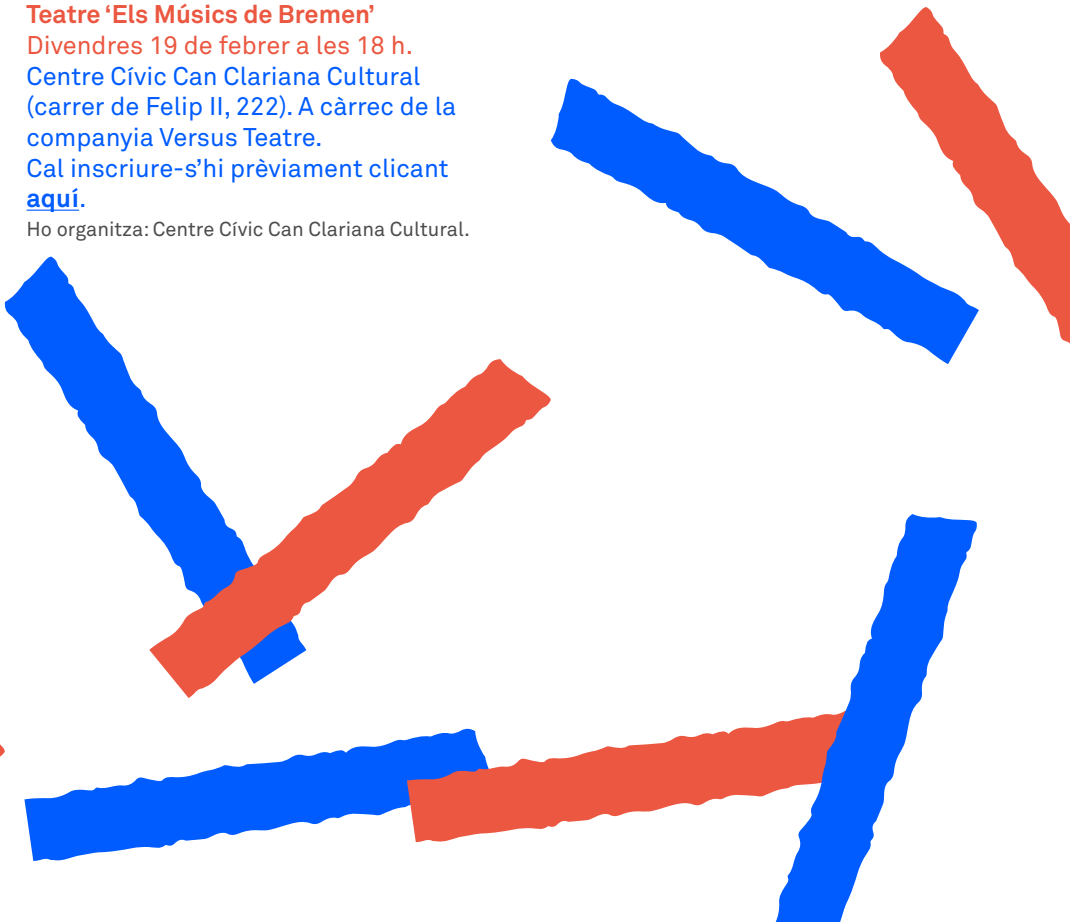 Teatre ‘Els Músics de Bremen’
Divendres 19 de febrer a les 18 h.
Centre Cívic Can Clariana Cultural
(carrer de Felip II, 222). A càrrec de la
companyia Versus Teatre.
Cal inscriure-s’hi prèviament clicant
aquí.
Ho organitza: Centre Cívic Can Clariana Cultural.